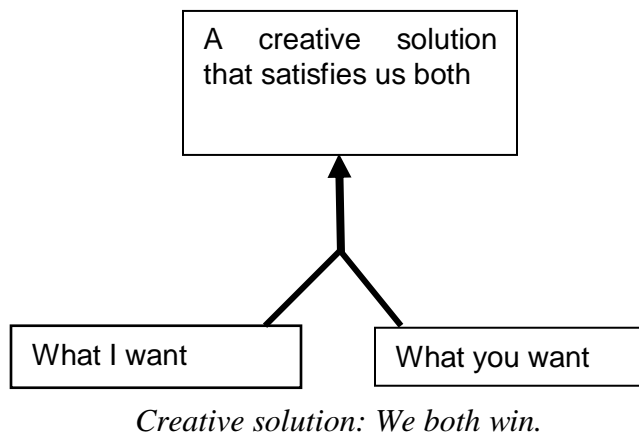 A creative solution
that satisfies us both
What I want
What you want
Creative solution: We both win.